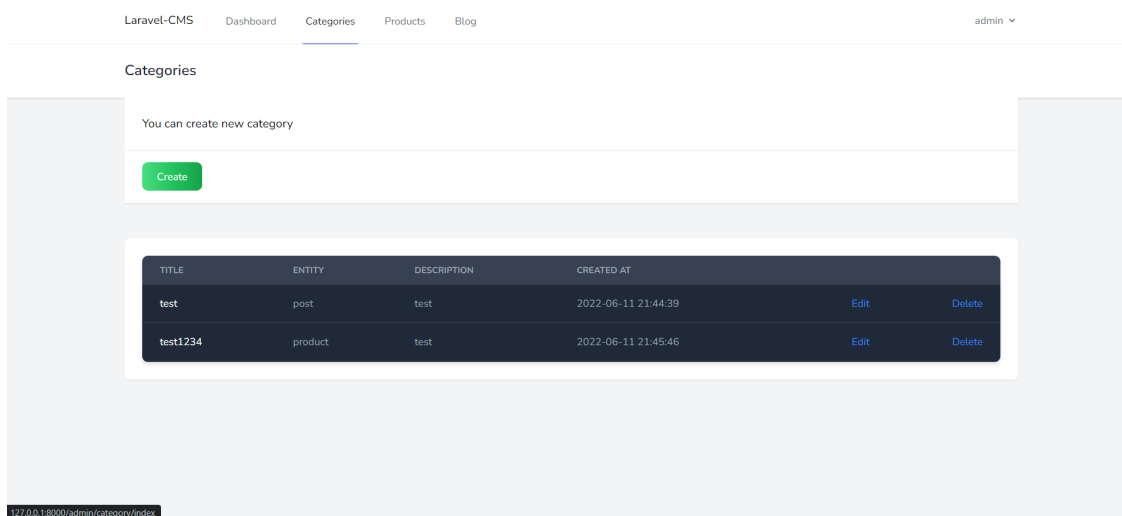 Laravel-CMS Dashboard Categories Products Blog admin
Categories
You can create new category
Create
TITLE ENTITY DESCRIPTION CREATED AT
test post test 2022-06-11 21:44:39 Edit Delete
test1234 product test 2022-06-11 21:45:46 Edit Delete
127.0.0.1:8000/admin/category/index